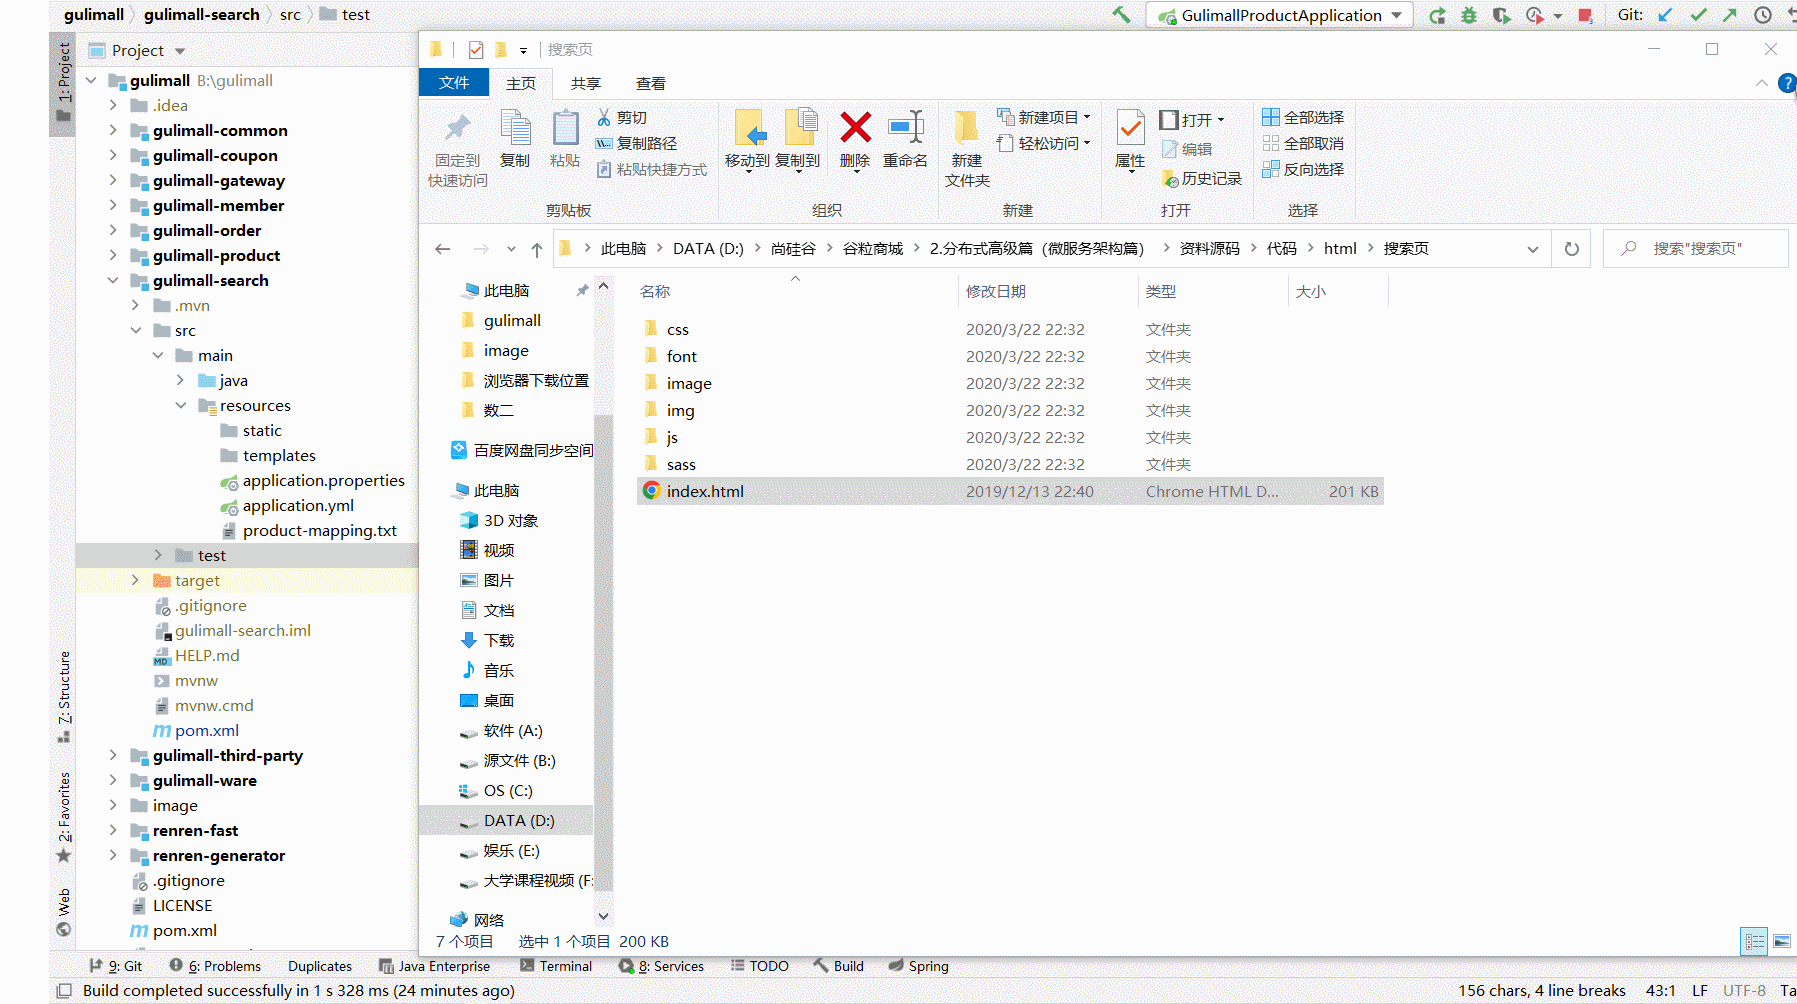 gulimall gulimall-search src test
GulimallProductApplication
Git:
1: Project
7: Structure
2: Favorites
Web
Project
gulimall B:\gulimall
.idea
gulimall-common
gulimall-coupon
gulimall-gateway
gulimall-member
gulimall-order
gulimall-product
gulimall-search
.mvn
src
main
java
resources
static
templates
application.properties
application.yml
product-mapping.txt
test
target
.gitignore
gulimall-search.iml
HELP.md
mvnw
mvnw.cmd
pom.xml
gulimall-third-party
gulimall-ware
image
renren-fast
renren-generator
.gitignore
LICENSE
pom.xml
搜索页
文件 主页 共享 查看
固定到
快速访问
复制
粘贴
剪切
复制路径
粘贴快捷方式
剪贴板
移动到
复制到
删除
重命名
组织
新建
文件夹
新建项目
轻松访问
新建
属性
打开
编辑
历史记录
打开
全部选择
全部取消
反向选择
选择
此电脑 DATA (D:) 尚硅谷 谷粒商城 2.分布式高级篇（微服务架构篇） 资料源码 代码 html 搜索页
搜索"搜索页"
此电脑
gulimall
image
浏览器下载位置
数二
百度网盘同步空间
此电脑
3D 对象
视频
图片
文档
下载
音乐
桌面
软件 (A:)
源文件 (B:)
OS (C:)
DATA (D:)
娱乐 (E:)
大学课程视频 (F:
网络
名称 修改日期 类型 大小
css 2020/3/22 22:32 文件夹
font 2020/3/22 22:32 文件夹
image 2020/3/22 22:32 文件夹
img 2020/3/22 22:32 文件夹
js 2020/3/22 22:32 文件夹
sass 2020/3/22 22:32 文件夹
index.html 2019/12/13 22:40 Chrome HTML D... 201 KB
7 个项目 选中 1 个项目 200 KB
9: Git 6: Problems Duplicates Java Enterprise Terminal 8: Services TODO Build Spring
Build completed successfully in 1 s 328 ms (24 minutes ago)
156 chars, 4 line breaks 43:1 LF UTF-8 Ta